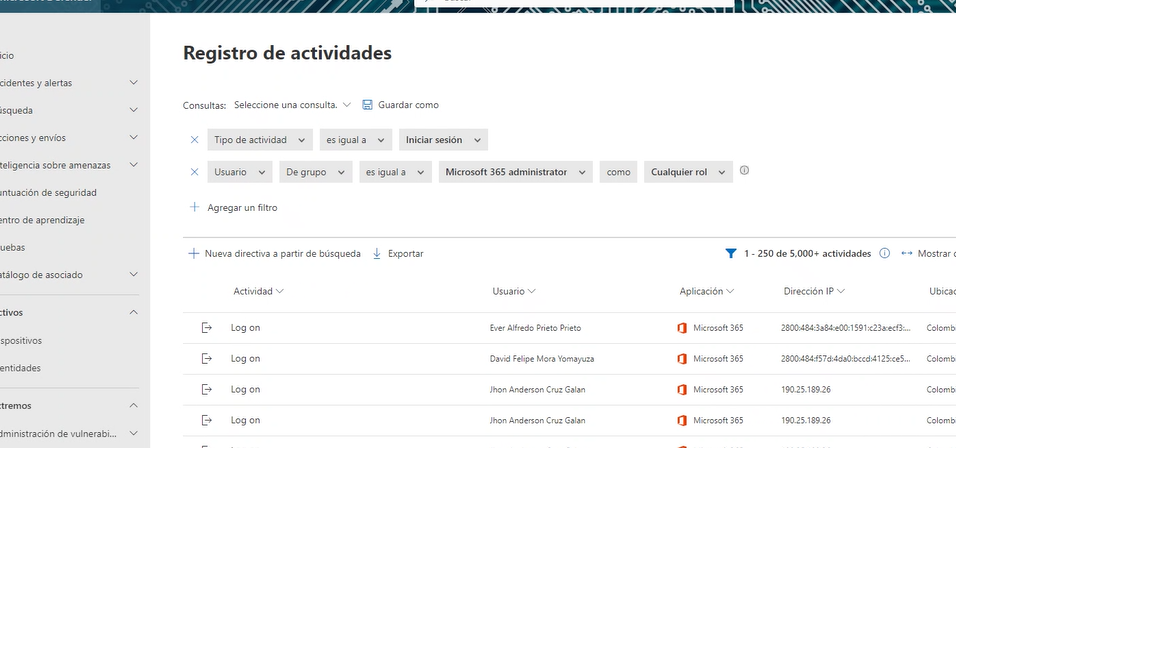 Registro de actividades
Consultas: Seleccione una consulta. Guardar como
Tipo de actividad es igual a Iniciar sesión
Usuario De grupo es igual a Microsoft 365 administrator como Cualquier rol
Agregar un filtro
Nueva directiva a partir de búsqueda Exportar 1 - 250 de 5,000+ actividades Mostrar
Actividad Usuario Aplicación Dirección IP Ubicac
Log on Ever Alfredo Prieto Prieto Microsoft 365 2800:484:3a84:e00:1591:c23a:ecf3:... Colomb
Log on David Felipe Mora Yomayuza Microsoft 365 2800:484:f57d:4da0:bccd:4125:ce5... Colomb
Log on Jhon Anderson Cruz Galan Microsoft 365 190.25.189.26 Colomb
Log on Jhon Anderson Cruz Galan Microsoft 365 190.25.189.26 Colomb
icio
cidentes y alertas
úsqueda
cciones y envíos
teligencia sobre amenazas
untuación de seguridad
entro de aprendizaje
uebas
atálogo de asociado
ctivos
spositivos
entidades
xtremos
dministración de vulnerabi...